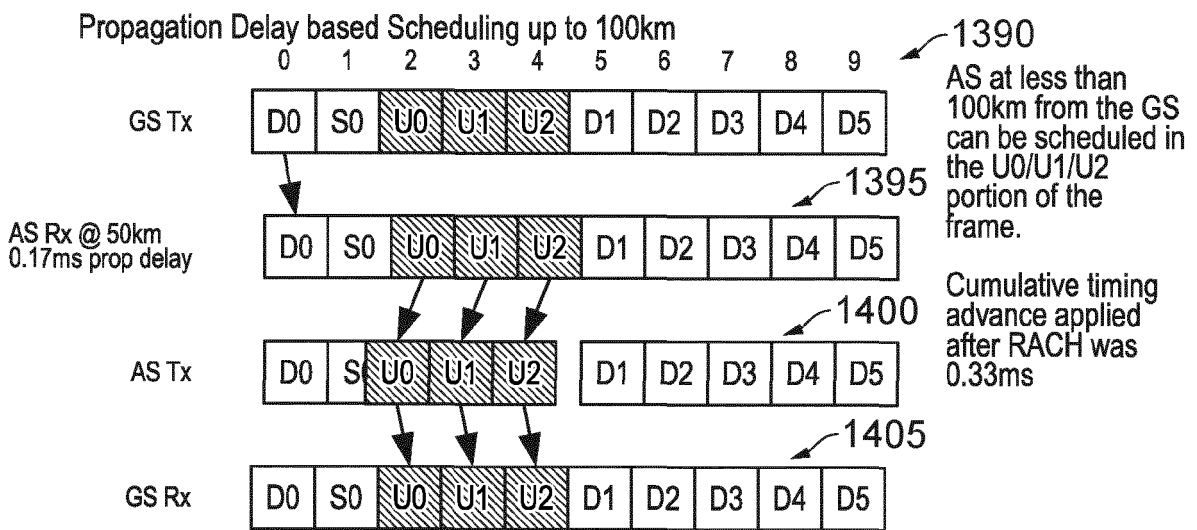 Propagation Delay based Scheduling up to 100km
0 1 2 3 4 5 6 7 8 9
1390
GS Tx
D0 S0 U0 U1 U2 D1 D2 D3 D4 D5
AS at less than
100km from the GS
can be scheduled in
the U0/U1/U2
portion of the
frame.
1395
AS Rx @ 50km
0.17ms prop delay
D0 S0 U0 U1 U2 D1 D2 D3 D4 D5
Cumulative timing
advance applied
after RACH was
0.33ms
1400
AS Tx
D0 S U0 U1 U2 D1 D2 D3 D4 D5
1405
GS Rx
D0 S0 U0 U1 U2 D1 D2 D3 D4 D5